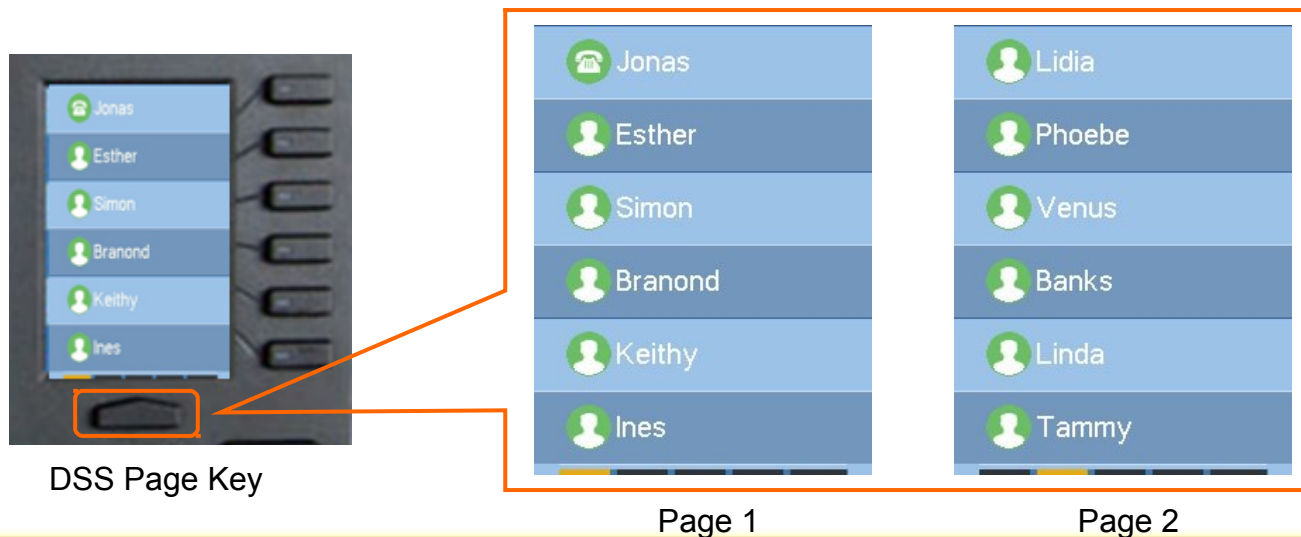 Jonas
Esther
Simon
Branond
Keithy
Ines
DSS Page Key
Jonas
Esther
Simon
Branond
Keithy
Ines
Page 1
Lidia
Phoebe
Venus
Banks
Linda
Tammy
Page 2